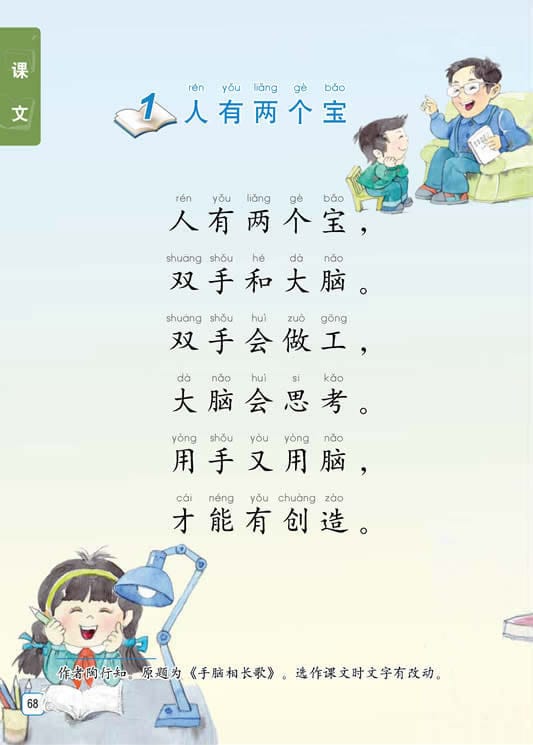 课文
rén yǒu liǎng gè bǎo
1 人有两个宝
rén yǒu liǎng gè bǎo
人有两个宝，
shuāng shǒu hé dà nǎo
双手和大脑。
shuāng shǒu huì zuò gōng
双手会做工，
dà nǎo huì sī kǎo
大脑会思考。
yòng shǒu yòu yòng nǎo
用手又用脑，
cái néng yǒu chuàng zào
才能有创造。
作者陶行知。原题为《手脑相长歌》。选作课文时文字有改动。
68